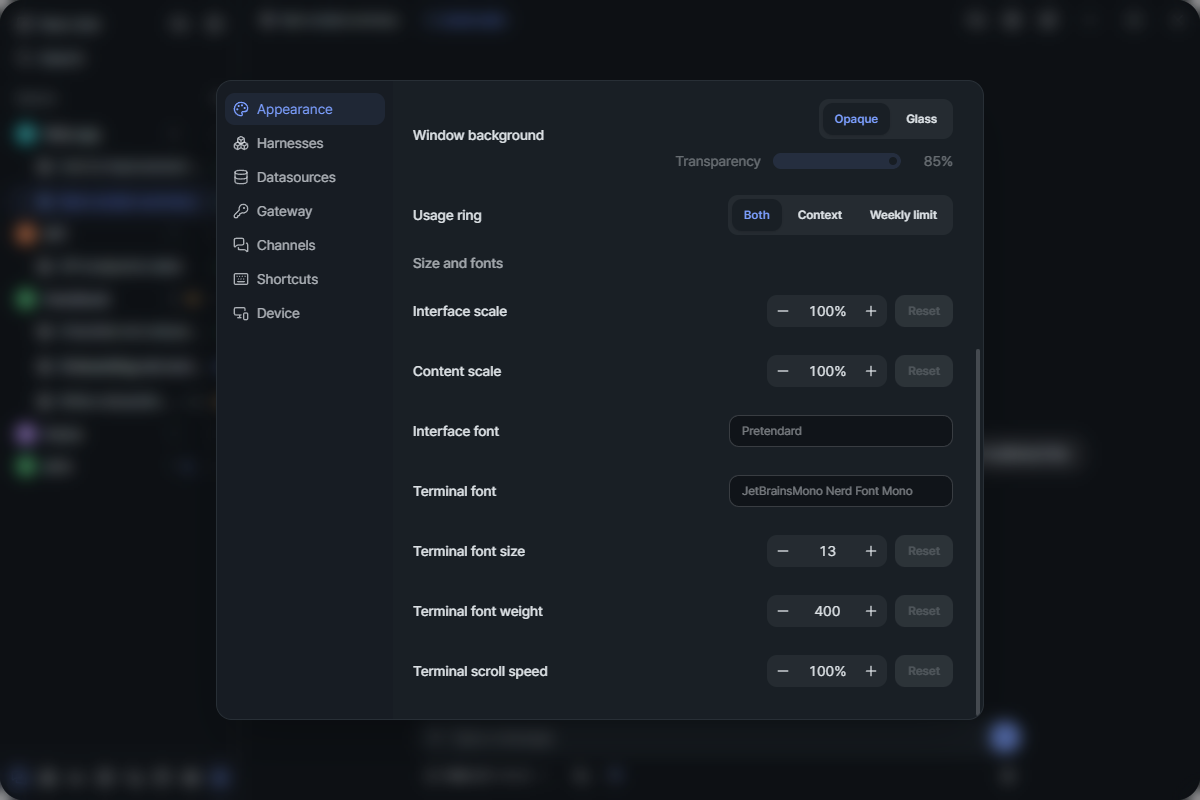 Appearance
Harnesses
Datasources
Gateway
Channels
Shortcuts
Device
Window background
Opaque
Glass
Transparency
85%
Usage ring
Both
Context
Weekly limit
Size and fonts
Interface scale
100%
Reset
Content scale
100%
Reset
Interface font
Pretendard
Terminal font
JetBrainsMono Nerd Font Mono
Terminal font size
13
Reset
Terminal font weight
400
Reset
Terminal scroll speed
100%
Reset